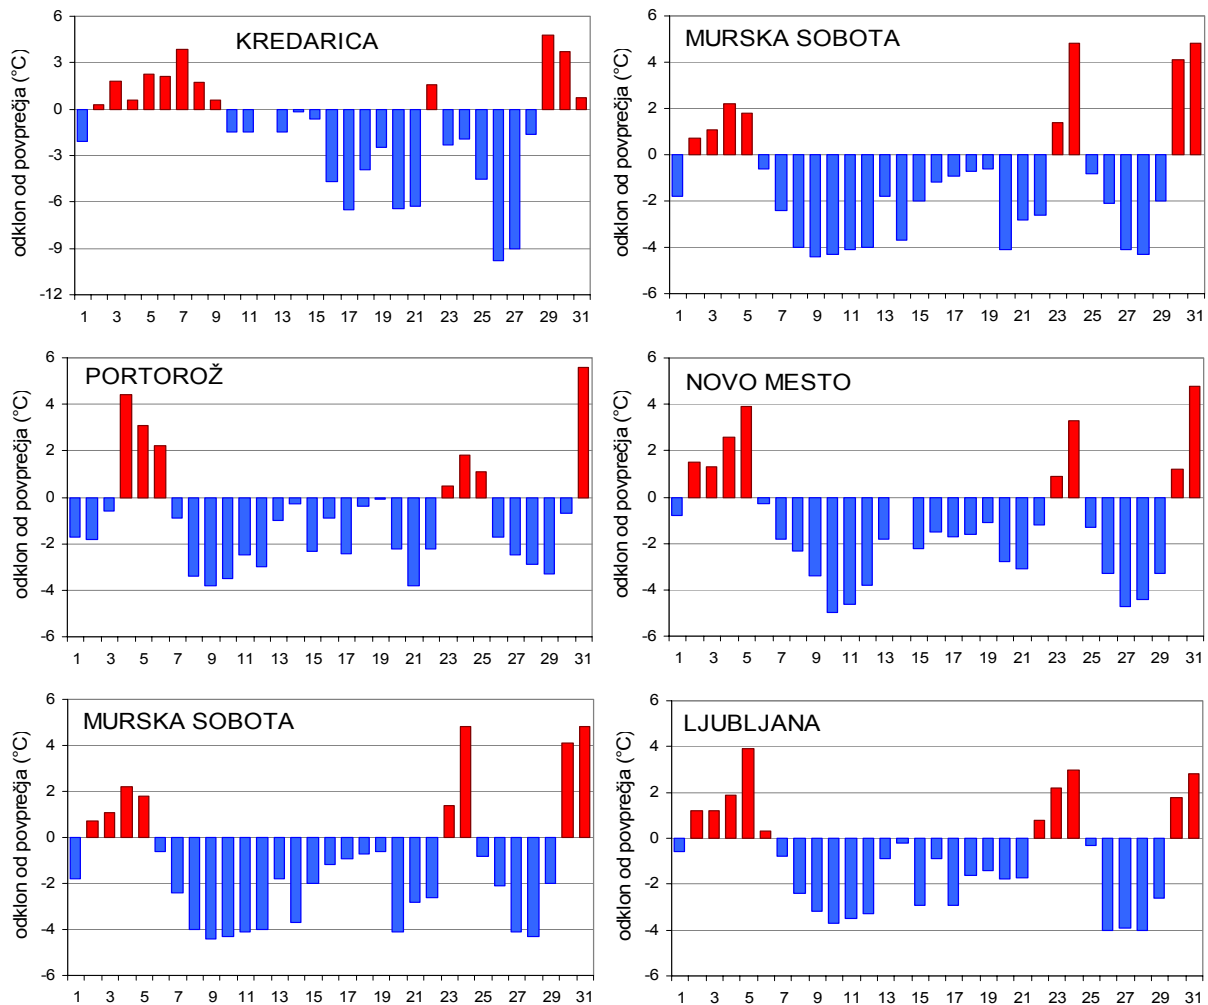 KREDARICA
odklon od povprečja (°C)
6
3
0
-3
-6
-9
-12
1 3 5 7 9 11 13 15 17 19 21 23 25 27 29 31
MURSKA SOBOTA
odklon od povprečja (°C)
6
4
2
0
-2
-4
-6
1 3 5 7 9 11 13 15 17 19 21 23 25 27 29 31
PORTOROŽ
odklon od povprečja (°C)
6
4
2
0
-2
-4
-6
1 3 5 7 9 11 13 15 17 19 21 23 25 27 29 31
NOVO MESTO
odklon od povprečja (°C)
6
4
2
0
-2
-4
-6
1 3 5 7 9 11 13 15 17 19 21 23 25 27 29 31
MURSKA SOBOTA
odklon od povprečja (°C)
6
4
2
0
-2
-4
-6
1 3 5 7 9 11 13 15 17 19 21 23 25 27 29 31
LJUBLJANA
odklon od povprečja (°C)
6
4
2
0
-2
-4
-6
1 3 5 7 9 11 13 15 17 19 21 23 25 27 29 31